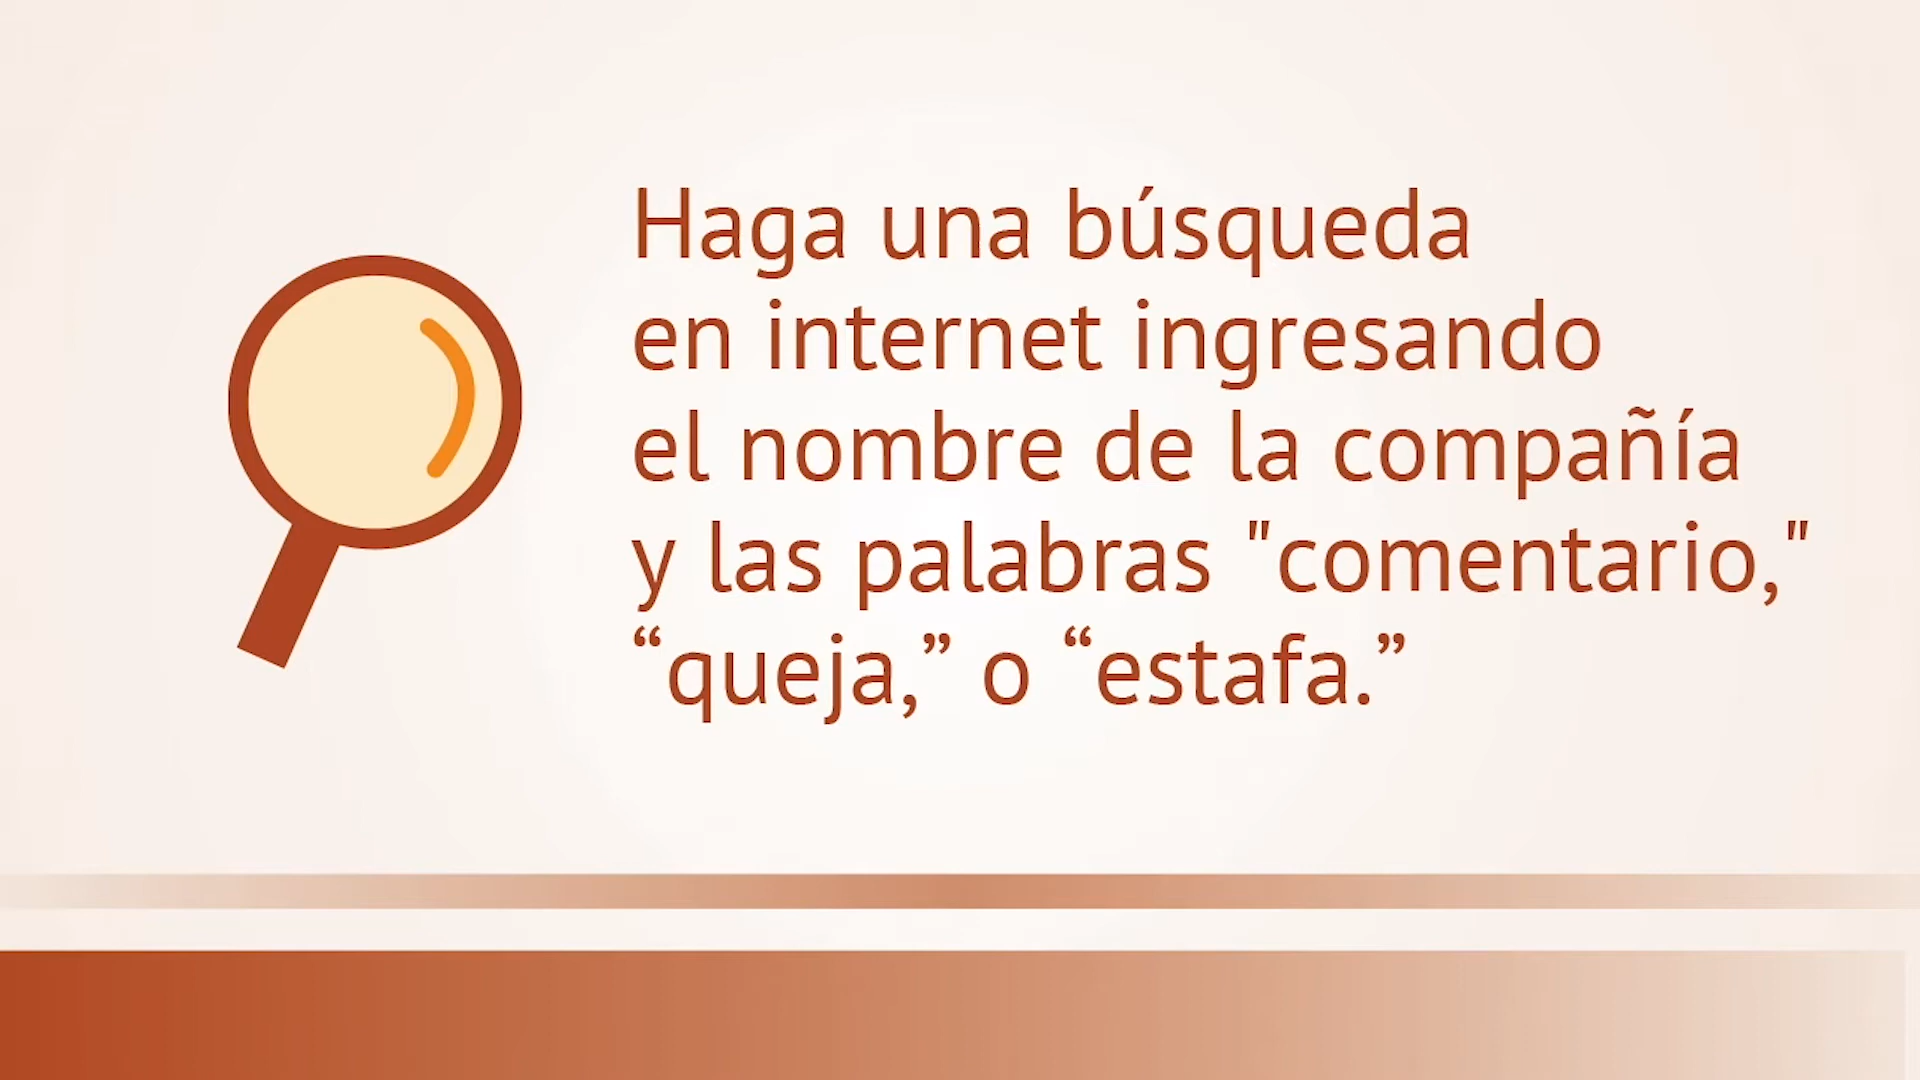 Haga una búsqueda
en internet ingresando
el nombre de la compañía
y las palabras "comentario,"
“queja,” o “estafa.”